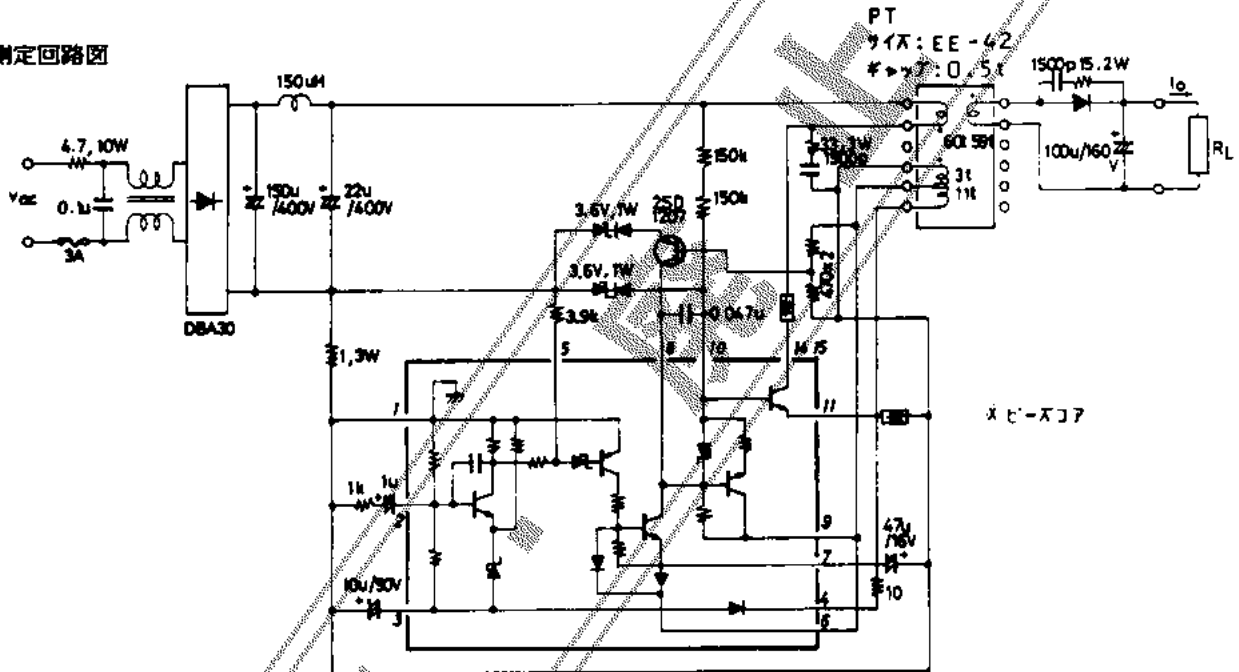 測定回路図
PT
サイズ: EE-42
ギャップ: 0.5t
150uH
1500p 15.2W
Io
4.7, 10W
Vac
0.1u
3A
DBA30
150u
/400V
22u
/400V
150k
150k
3.6V, 1W
2SD
1207
3.6V, 1W
3.9k
0.047u
470x2
60t 59t
3t
11t
100u/160
V
RL
1, 3W
5
8
10
14 15
1
11
※ ビーズコア
1k
1u
2
9
47u
/16V
7
10u/50V
10
3
4
6